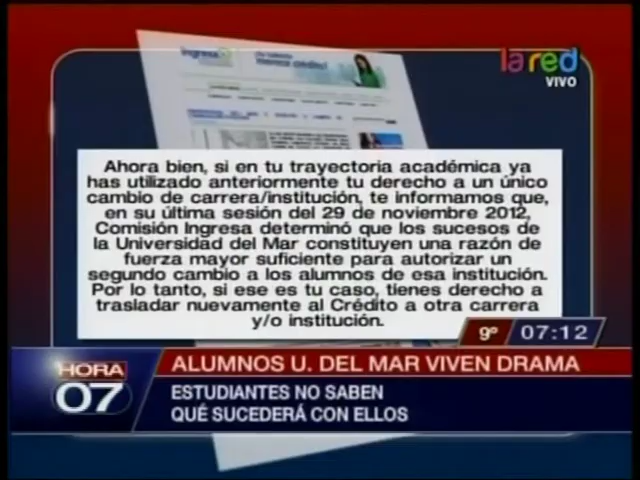 ingresa
merece crédito!
la red
VIVO
Ahora bien, si en tu trayectoria académica ya
has utilizado anteriormente tu derecho a un único
cambio de carrera/institución, te informamos que,
en su última sesión del 29 de noviembre 2012,
Comisión Ingresa determinó que los sucesos de
la Universidad del Mar constituyen una razón de
fuerza mayor suficiente para autorizar un
segundo cambio a los alumnos de esa institución.
Por lo tanto, si ese es tu caso, tienes derecho a
trasladar nuevamente al Crédito a otra carrera
y/o institución.
9° 07:12
HORA
07
ALUMNOS U. DEL MAR VIVEN DRAMA
ESTUDIANTES NO SABEN
QUÉ SUCEDERÁ CON ELLOS